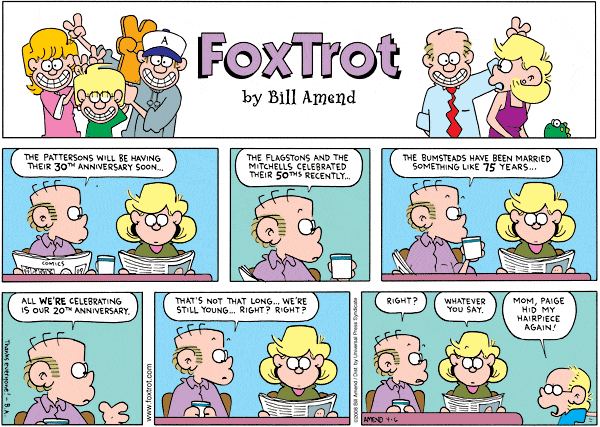 A
FOXTROT
by Bill Amend
THE PATTERSONS WILL BE HAVING
THEIR 30TH ANNIVERSARY SOON...
COMICS
THE FLAGSTONS AND THE
MITCHELLS CELEBRATED
THEIR 50THS RECENTLY...
THE BUMSTEADS HAVE BEEN MARRIED
SOMETHING LIKE 75 YEARS...
ALL WE'RE CELEBRATING
IS OUR 20TH ANNIVERSARY.
Thanks everyone! - B.A.
www.foxtrot.com
THAT'S NOT THAT LONG... WE'RE
STILL YOUNG... RIGHT? RIGHT?
©2008 Bill Amend / Dist. by Universal Press Syndicate
RIGHT?
WHATEVER
YOU SAY.
MOM, PAIGE
HID MY
HAIRPIECE
AGAIN!
AMEND 4-6